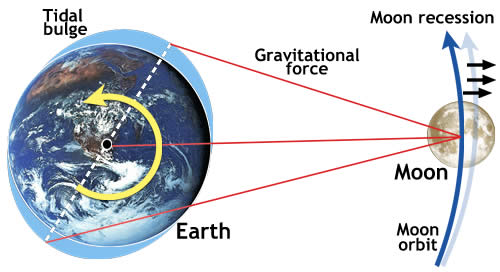 Tidal
bulge
Moon recession
Gravitational
force
Moon
Earth
Moon
orbit